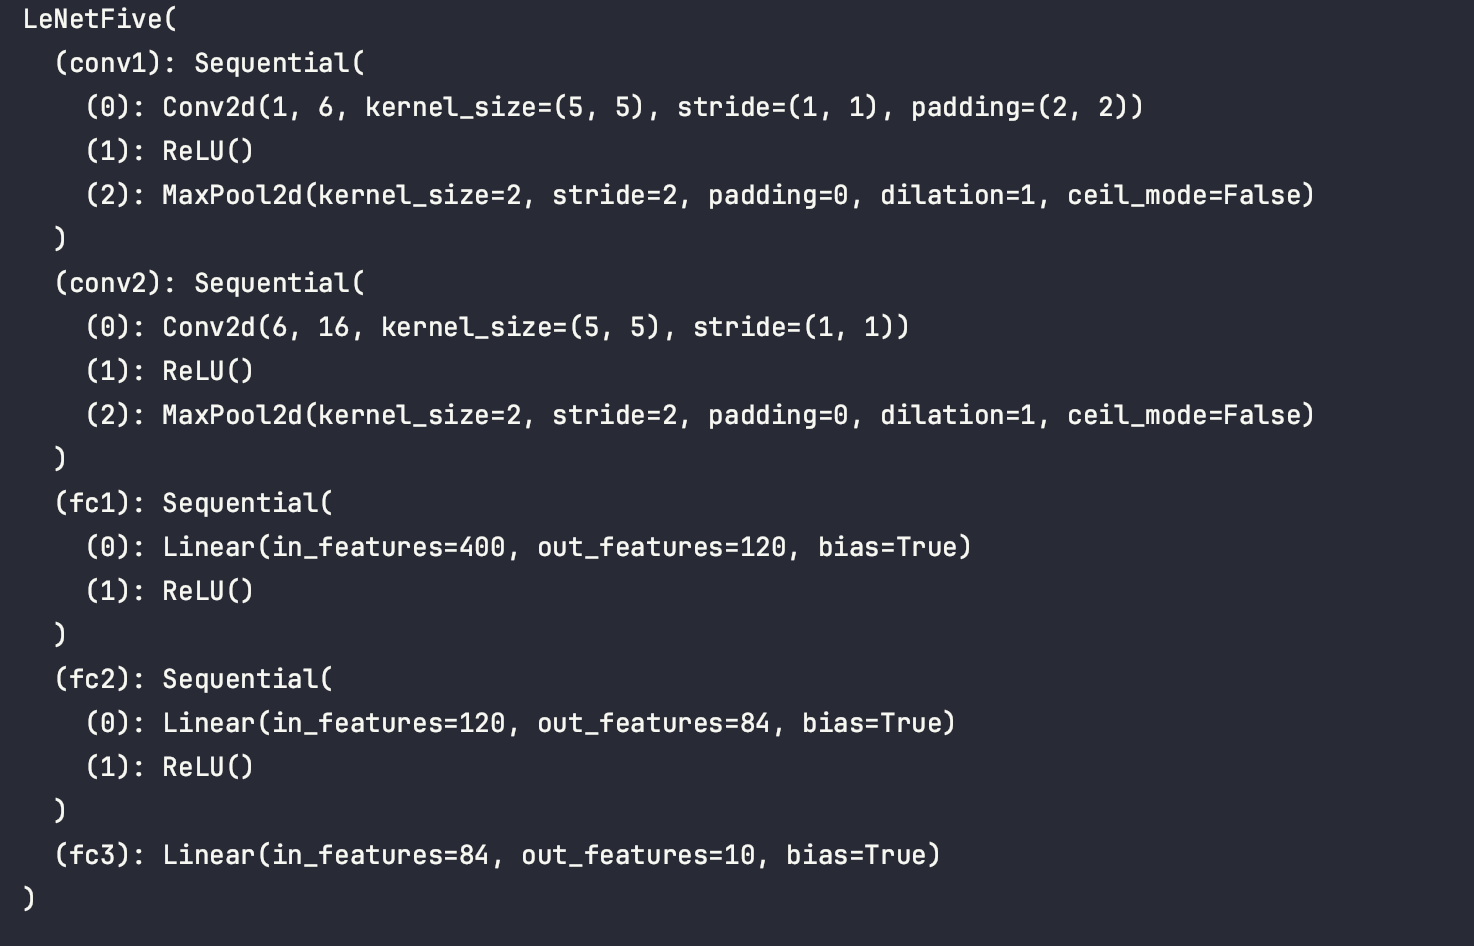 LeNetFive(
  (conv1): Sequential(
    (0): Conv2d(1, 6, kernel_size=(5, 5), stride=(1, 1), padding=(2, 2))
    (1): ReLU()
    (2): MaxPool2d(kernel_size=2, stride=2, padding=0, dilation=1, ceil_mode=False)
  )
  (conv2): Sequential(
    (0): Conv2d(6, 16, kernel_size=(5, 5), stride=(1, 1))
    (1): ReLU()
    (2): MaxPool2d(kernel_size=2, stride=2, padding=0, dilation=1, ceil_mode=False)
  )
  (fc1): Sequential(
    (0): Linear(in_features=400, out_features=120, bias=True)
    (1): ReLU()
  )
  (fc2): Sequential(
    (0): Linear(in_features=120, out_features=84, bias=True)
    (1): ReLU()
  )
  (fc3): Linear(in_features=84, out_features=10, bias=True)
)